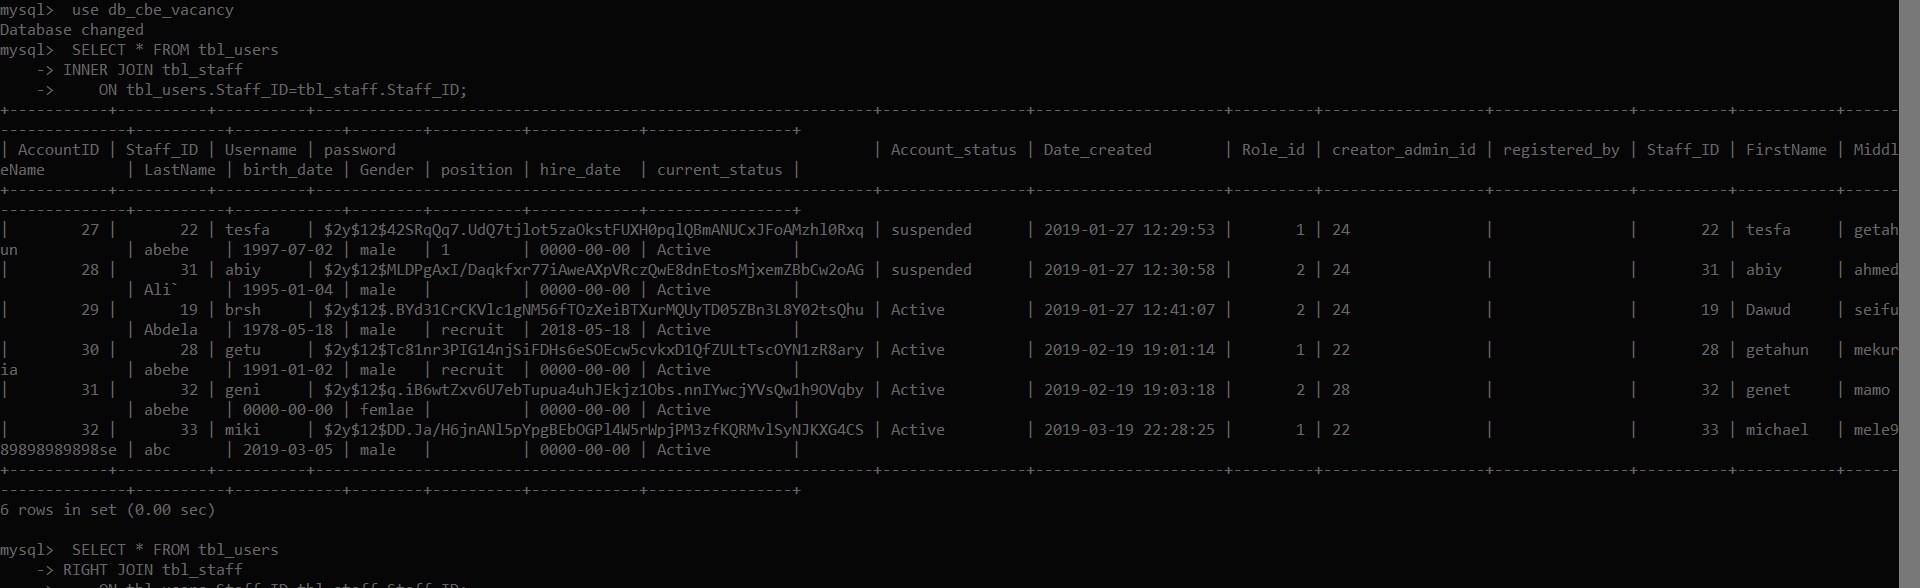 mysql>  use db_cbe_vacancy
Database changed
mysql>  SELECT * FROM tbl_users
    -> INNER JOIN tbl_staff
    ->     ON tbl_users.Staff_ID=tbl_staff.Staff_ID;
+-----------+----------+----------+--------------------------------------------------------------+----------------+---------------------+---------+------------------+---------------+----------+-----------+------
--------------+----------+------------+--------+----------+------------+----------------+
| AccountID | Staff_ID | Username | password                                                     | Account_status | Date_created        | Role_id | creator_admin_id | registered_by | Staff_ID | FirstName | Middl
eName         | LastName | birth_date | Gender | position | hire_date  | current_status |
+-----------+----------+----------+--------------------------------------------------------------+----------------+---------------------+---------+------------------+---------------+----------+-----------+------
--------------+----------+------------+--------+----------+------------+----------------+
|        27 |       22 | tesfa    | $2y$12$42SRqQq7.UdQ7tjlot5zaOkstFUXH0pqlQBmANUCxJFoAMzhl0Rxq | suspended      | 2019-01-27 12:29:53 |       1 | 24               |               |       22 | tesfa     | getah
un            | abebe    | 1997-07-02 | male   | 1        | 0000-00-00 | Active         |
|        28 |       31 | abiy     | $2y$12$MLDPgAxI/Daqkfxr77iAweAXpVRczQwE8dnEtosMjxemZBbCw2oAG | suspended      | 2019-01-27 12:30:58 |       2 | 24               |               |       31 | abiy      | ahmed
              | Ali`     | 1995-01-04 | male   |          | 0000-00-00 | Active         |
|        29 |       19 | brsh     | $2y$12$.BYd31CrCKVlc1gNM56fTOzXeiBTXurMQUyTD05ZBn3L8Y02tsQhu | Active         | 2019-01-27 12:41:07 |       2 | 24               |               |       19 | Dawud     | seifu
              | Abdela   | 1978-05-18 | male   | recruit  | 2018-05-18 | Active         |
|        30 |       28 | getu     | $2y$12$Tc81nr3PIG14njSiFDHs6eSOEcw5cvkxD1QfZULtTscOYN1zR8ary | Active         | 2019-02-19 19:01:14 |       1 | 22               |               |       28 | getahun   | mekur
ia            | abebe    | 1991-01-02 | male   | recruit  | 0000-00-00 | Active         |
|        31 |       32 | geni     | $2y$12$q.iB6wtZxv6U7ebTupua4uhJEkjz1Obs.nnIYwcjYVsQw1h9OVqby | Active         | 2019-02-19 19:03:18 |       2 | 28               |               |       32 | genet     | mamo
              | abebe    | 0000-00-00 | femlae |          | 0000-00-00 | Active         |
|        32 |       33 | miki     | $2y$12$DD.Ja/H6jnANl5pYpgBEbOGPl4W5rWpjPM3zfKQRMvlSyNJKXG4CS | Active         | 2019-03-19 22:28:25 |       1 | 22               |               |       33 | michael   | mele9
89898989898se | abc      | 2019-03-05 | male   |          | 0000-00-00 | Active         |
+-----------+----------+----------+--------------------------------------------------------------+----------------+---------------------+---------+------------------+---------------+----------+-----------+------
--------------+----------+------------+--------+----------+------------+----------------+
6 rows in set (0.00 sec)
mysql>  SELECT * FROM tbl_users
    -> RIGHT JOIN tbl_staff
    ->     ON tbl_users.Staff_ID=tbl_staff.Staff_ID;